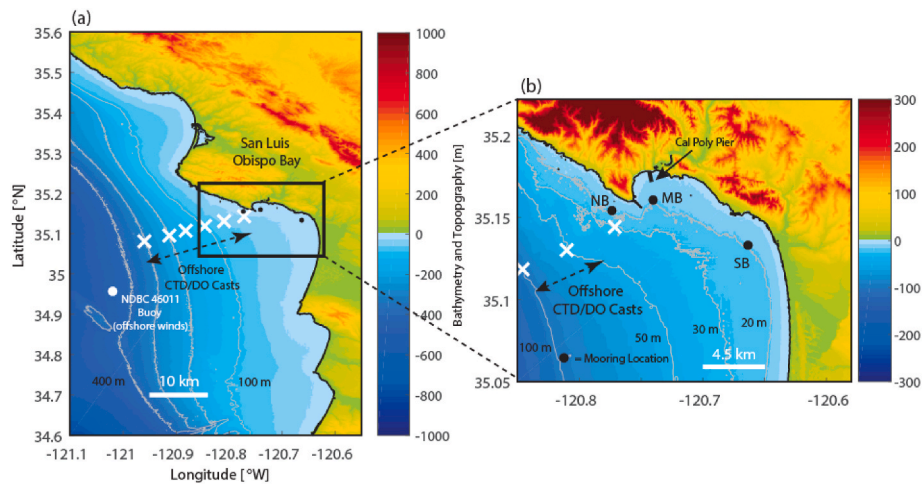 (a)
35.6
35.5
35.4
35.3
35.2
35.1
35
34.9
34.8
34.7
34.6
Latitude [°N]
San Luis
Obispo Bay
Offshore
CTD/DO Casts
NDBC 46011
Buoy
(offshore winds)
400 m
10 km
100 m
-121.1
-121
-120.9
-120.8
-120.7
-120.6
Longitude [°W]
1000
800
600
400
200
0
-200
-400
-600
-800
-1000
Bathymetry and Topopgraphy [m]
(b)
35.2
35.15
35.1
35.05
Cal Poly Pier
NB
MB
SB
Offshore
CTD/DO Casts
100 m
= Mooring Location
50 m
30 m
20 m
4.5 km
-120.8
-120.7
-120.6
300
200
100
0
-100
-200
-300